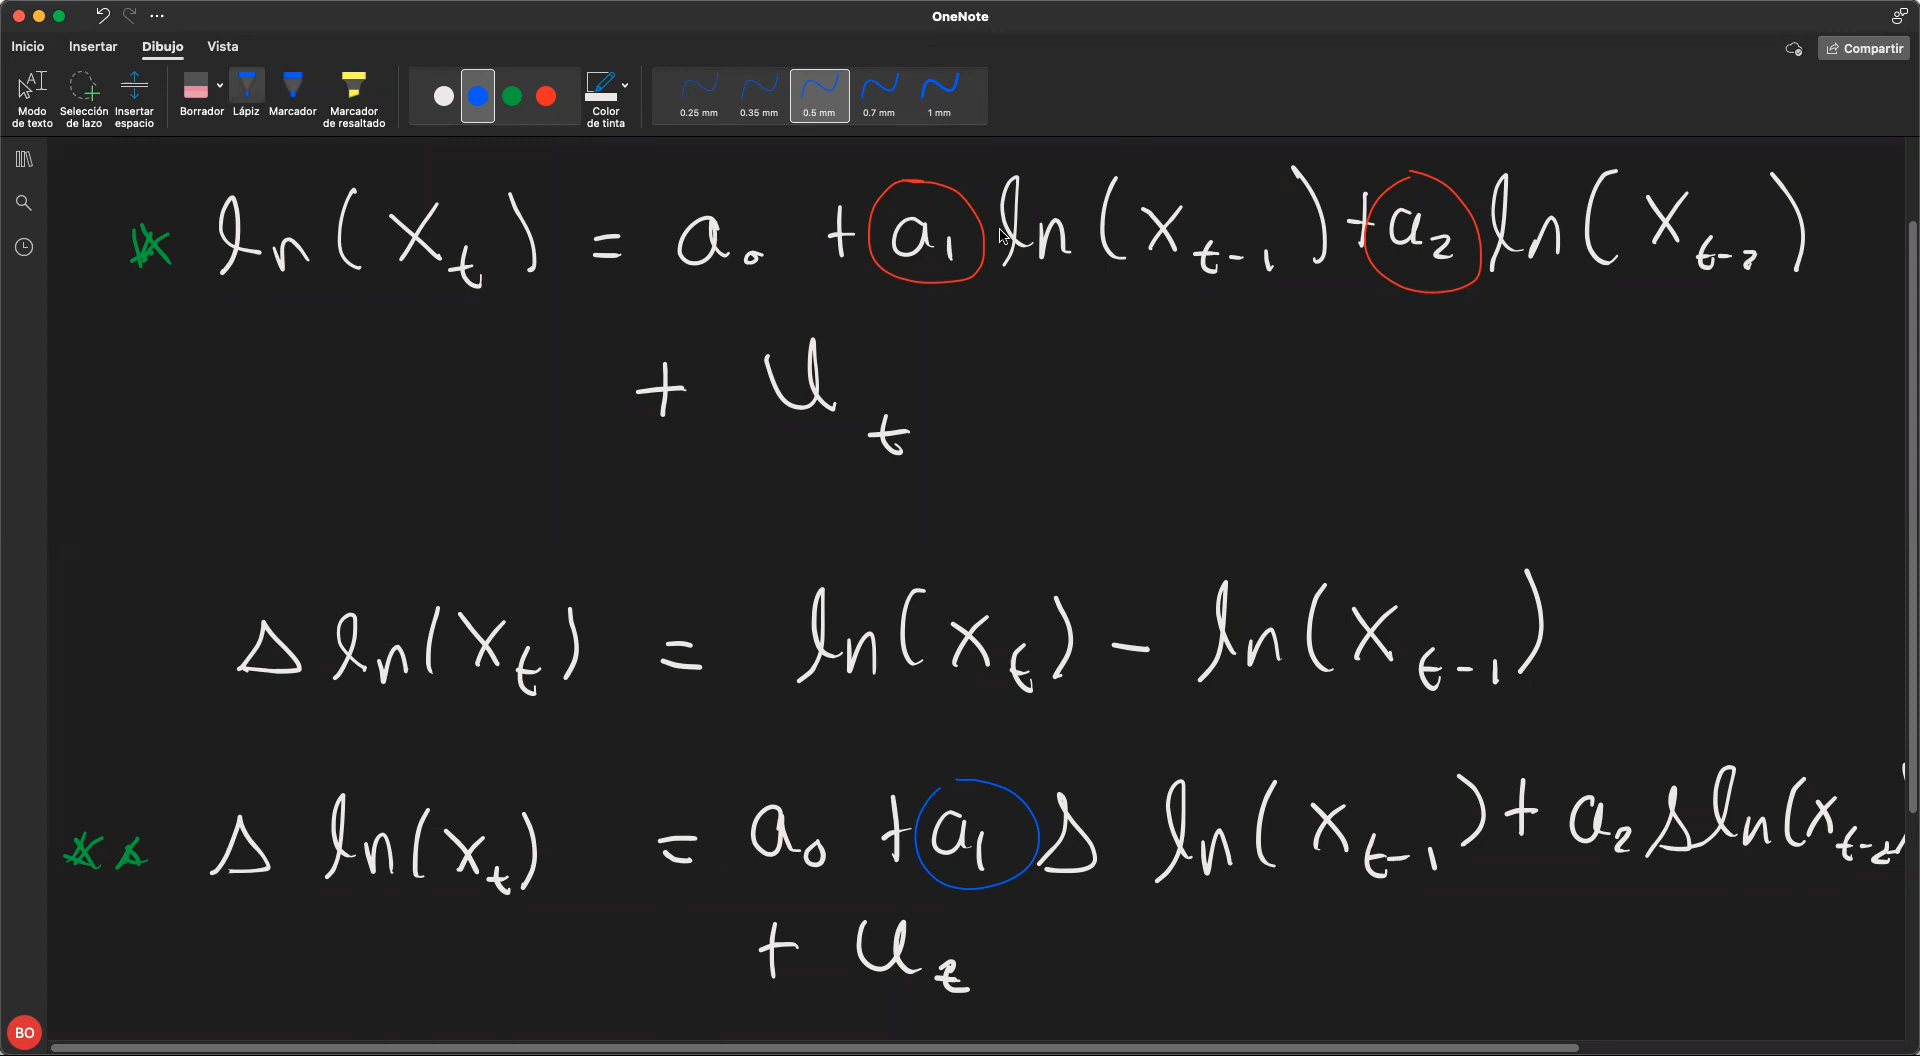 OneNote
Inicio Insertar Dibujo Vista
Compartir
Modo de texto
Selección de lazo
Insertar espacio
Borrador
Lápiz
Marcador
Marcador de resaltado
Color de tinta
0.25 mm
0.35 mm
0.5 mm
0.7 mm
1 mm
* ln(X_t) = a_0 + a_1 ln(X_{t-1}) + a_2 ln(X_{t-2})
+ U_t
Δ ln(X_t) = ln(X_t) - ln(X_{t-1})
** Δ ln(X_t) = a_0 + a_1 Δ ln(X_{t-1}) + a_2 Δ ln(X_{t-2})
+ U_t
BO